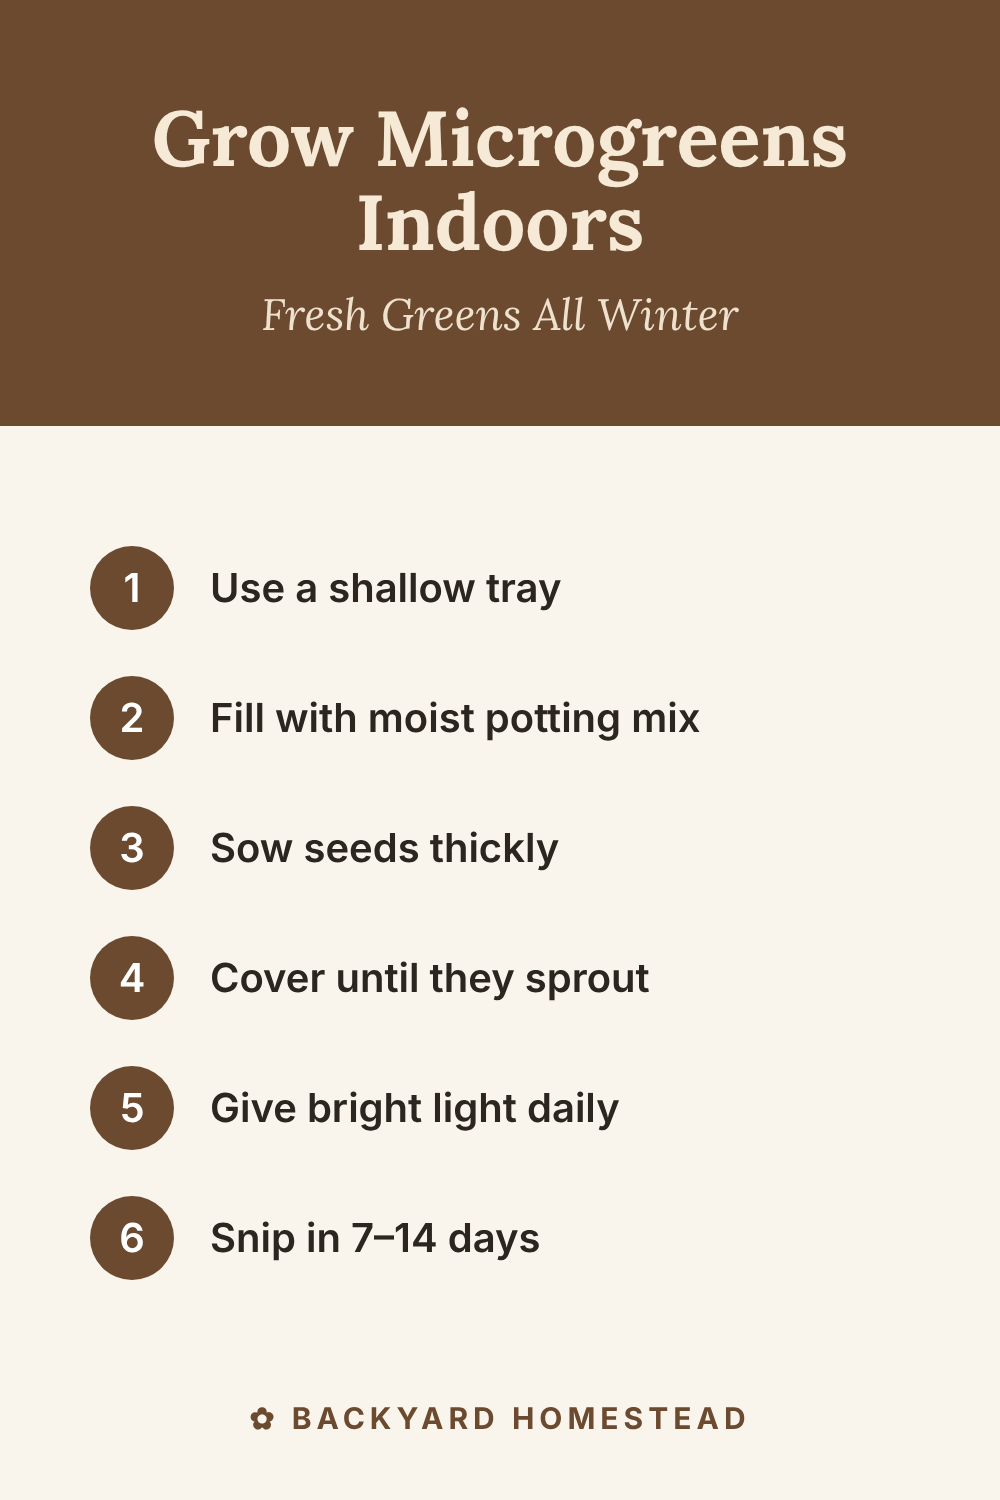 Grow Microgreens
Indoors
Fresh Greens All Winter
1 Use a shallow tray
2 Fill with moist potting mix
3 Sow seeds thickly
4 Cover until they sprout
5 Give bright light daily
6 Snip in 7–14 days
✿ BACKYARD HOMESTEAD